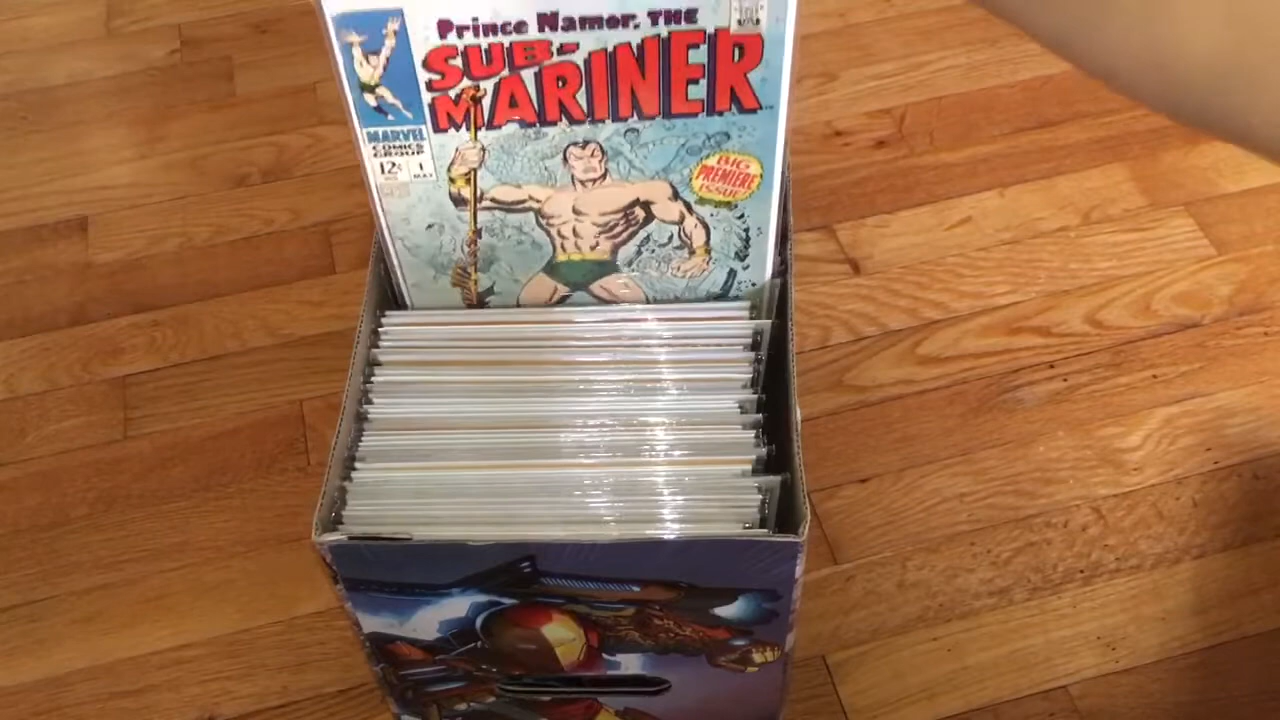 Prince Namor, THE
SUB-
MARINER
MARVEL
COMICS
GROUP
12¢
1
MAY
BIG
PREMIERE
ISSUE!